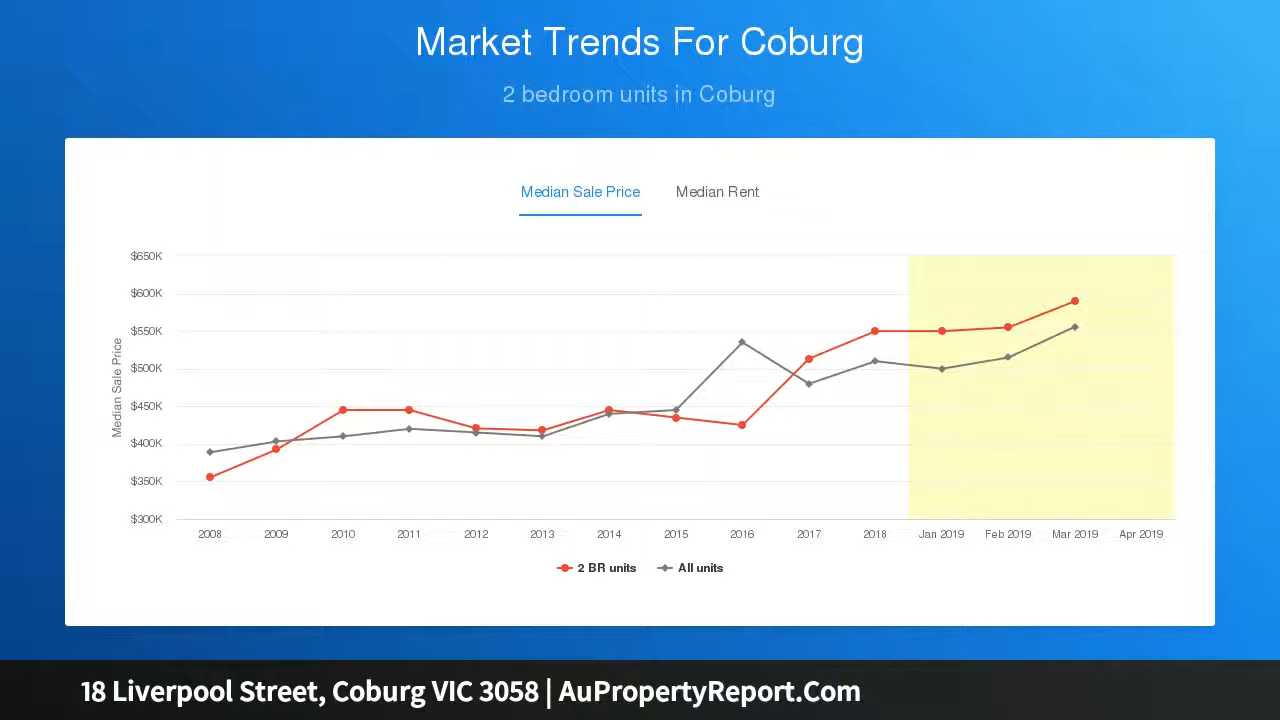 Market Trends For Coburg
2 bedroom units in Coburg
Median Sale Price Median Rent
Median Sale Price
$650K
$600K
$550K
$500K
$450K
$400K
$350K
$300K
2008 2009 2010 2011 2012 2013 2014 2015 2016 2017 2018 Jan 2019 Feb 2019 Mar 2019 Apr 2019
2 BR units All units
18 Liverpool Street, Coburg VIC 3058 | AuPropertyReport.Com